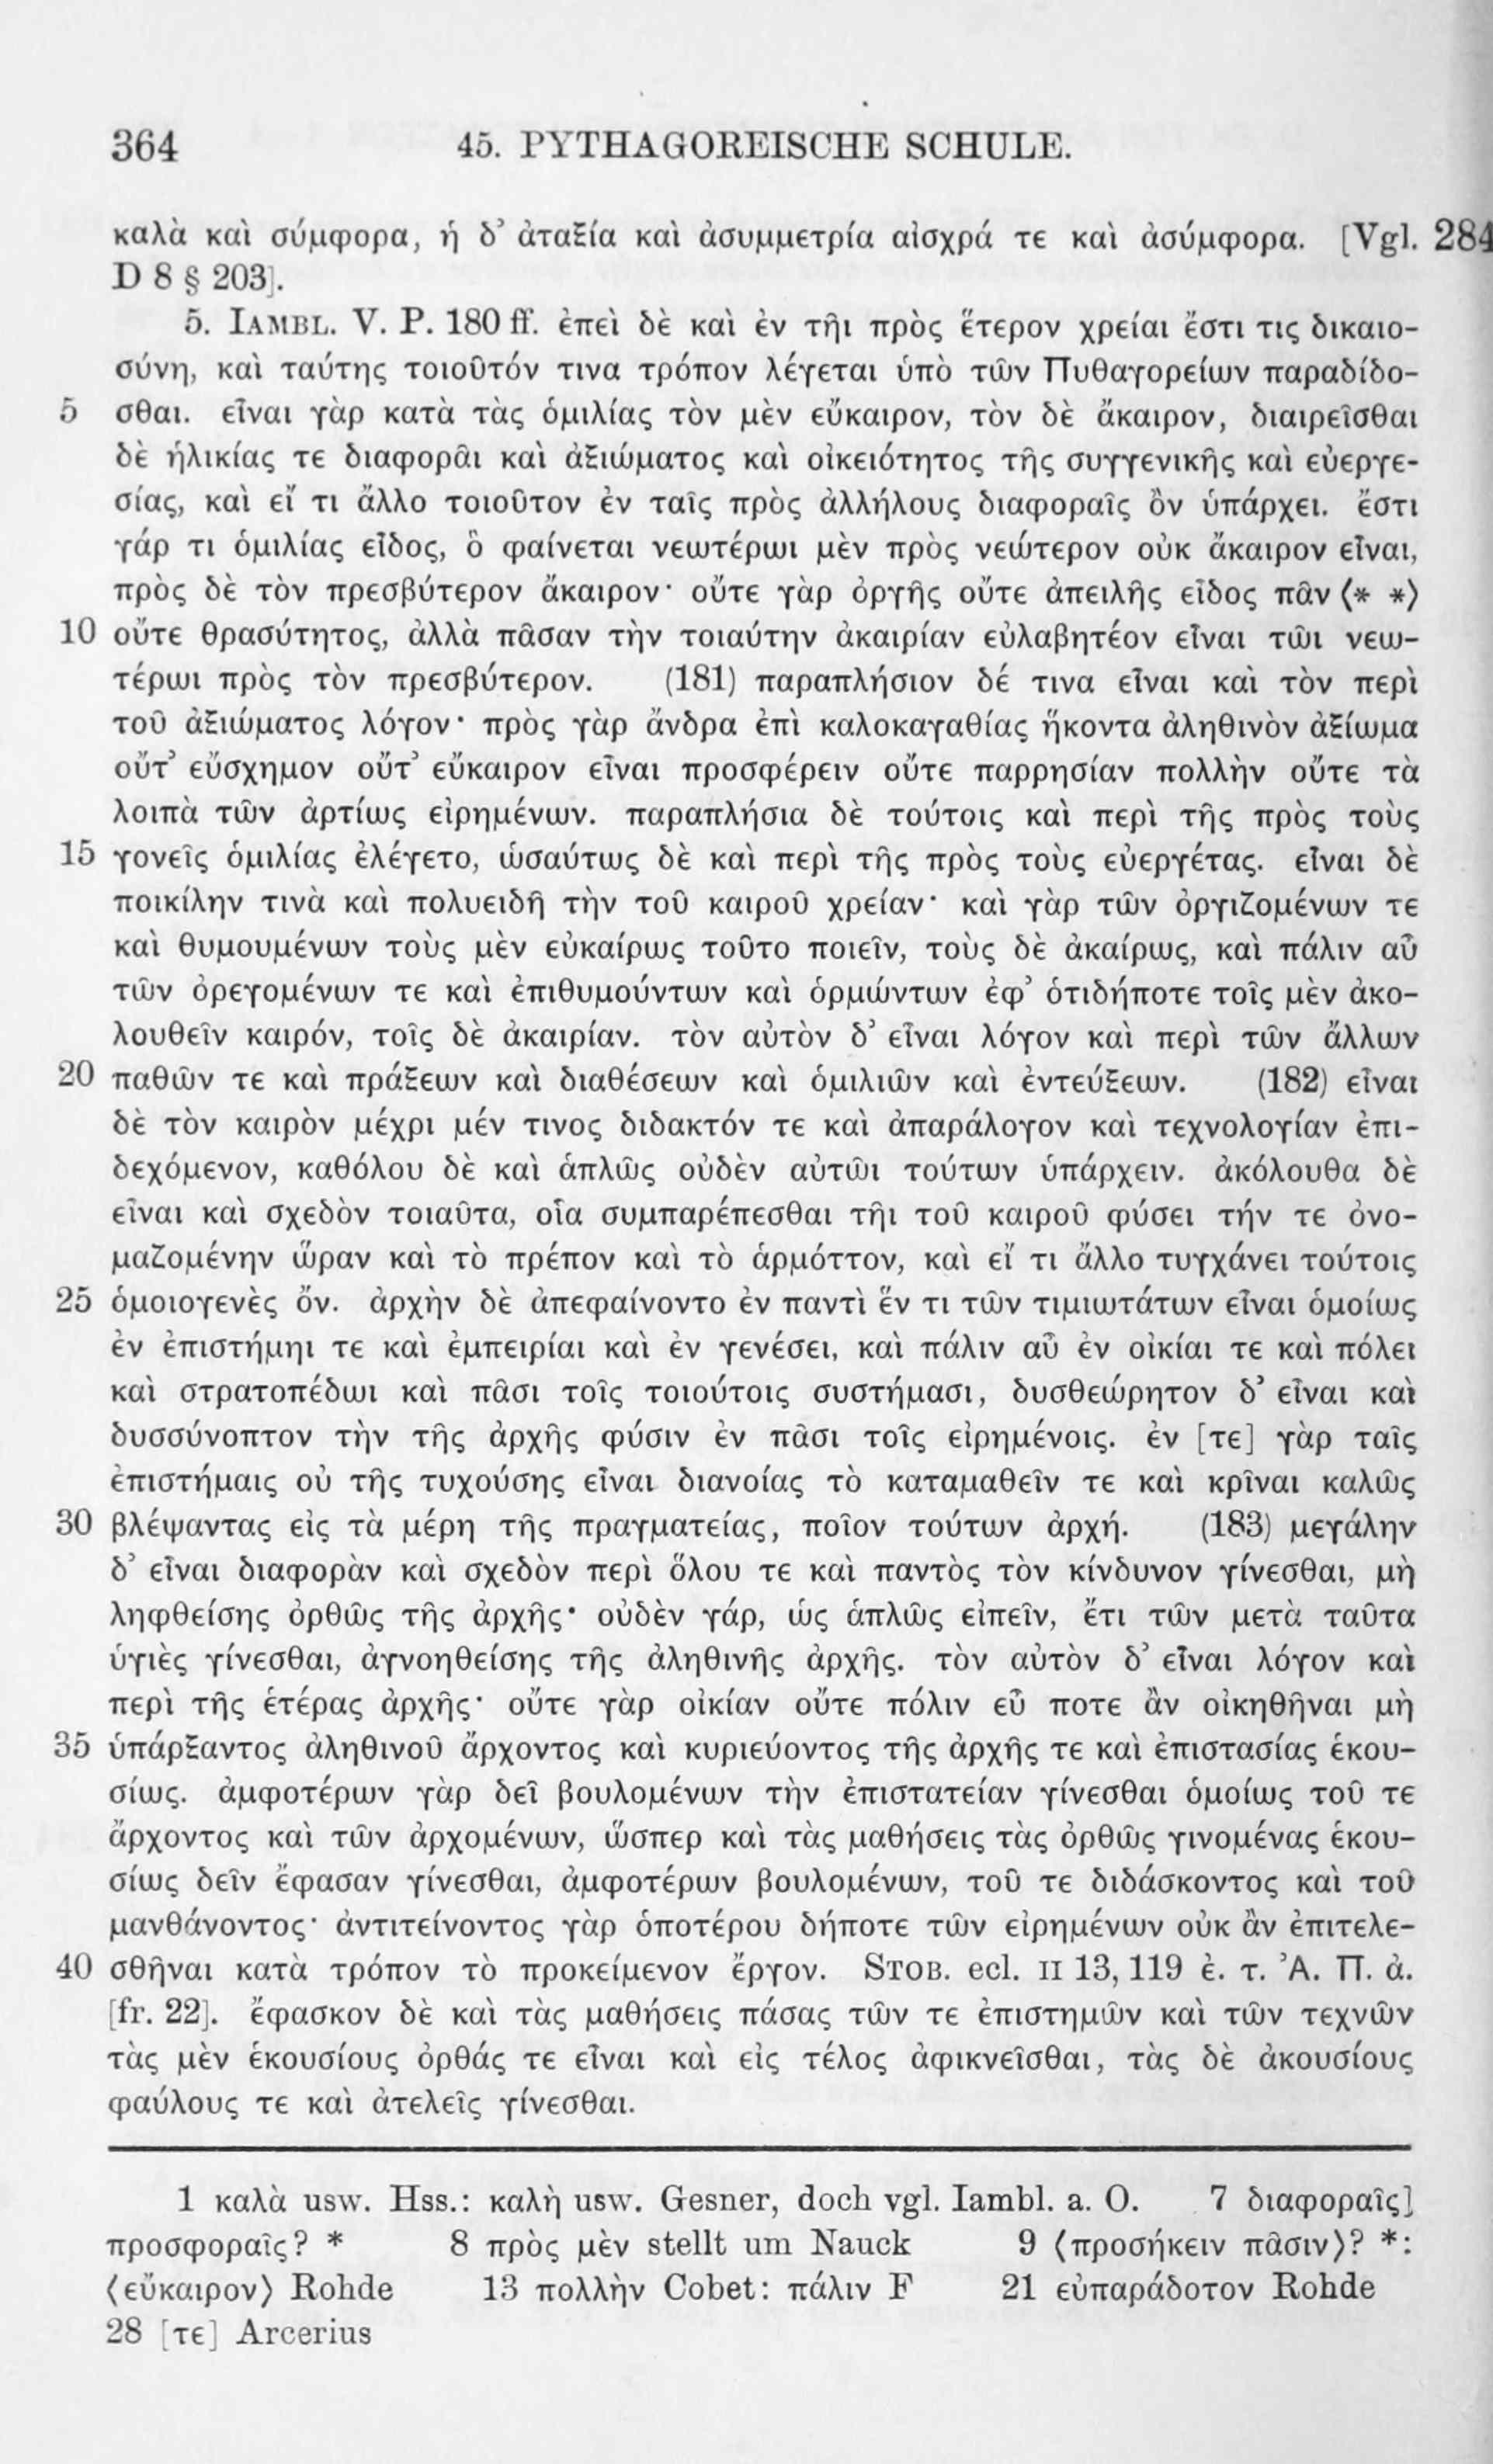 364 45. PYTHAGOREISCHE SCHULE.
καλὰ καὶ σύμφορα, ἡ δ’ ἀταξία καὶ ἀσυμμετρία αἰσχρά τε καὶ ἀσύμφορα. [Vgl. 284
D 8 § 203].
5. IAMBL. V. P. 180 ff. ἐπεὶ δὲ καὶ ἐν τῆι πρὸς ἕτερον χρείαι ἔστι τις δικαιο-
σύνη, καὶ ταύτης τοιοῦτόν τινα τρόπον λέγεται ὑπὸ τῶν Πυθαγορείων παραδίδο-
5 σθαι. εἶναι γὰρ κατὰ τὰς ὁμιλίας τὸν μὲν εὔκαιρον, τὸν δὲ ἄκαιρον, διαιρεῖσθαι
δὲ ἡλικίας τε διαφορᾶι καὶ ἀξιώματος καὶ οἰκειότητος τῆς συγγενικῆς καὶ εὐεργε-
σίας, καὶ εἴ τι ἄλλο τοιοῦτον ἐν ταῖς πρὸς ἀλλήλους διαφοραῖς ὂν ὑπάρχει. ἔστι
γάρ τι ὁμιλίας εἶδος, ὃ φαίνεται νεωτέρωι μὲν πρὸς νεώτερον οὐκ ἄκαιρον εἶναι,
πρὸς δὲ τὸν πρεσβύτερον ἄκαιρον· οὔτε γὰρ ὀργῆς οὔτε ἀπειλῆς εἶδος πᾶν ⟨* *⟩
10 οὔτε θρασύτητος, ἀλλὰ πᾶσαν τὴν τοιαύτην ἀκαιρίαν εὐλαβητέον εἶναι τῶι νεω-
τέρωι πρὸς τὸν πρεσβύτερον. (181) παραπλήσιον δέ τινα εἶναι καὶ τὸν περὶ
τοῦ ἀξιώματος λόγον· πρὸς γὰρ ἄνδρα ἐπὶ καλοκαγαθίας ἥκοντα ἀληθινὸν ἀξίωμα
οὔτ’ εὔσχημον οὔτ’ εὔκαιρον εἶναι προσφέρειν οὔτε παρρησίαν πολλὴν οὔτε τὰ
λοιπὰ τῶν ἀρτίως εἰρημένων. παραπλήσια δὲ τούτοις καὶ περὶ τῆς πρὸς τοὺς
15 γονεῖς ὁμιλίας ἐλέγετο, ὡσαύτως δὲ καὶ περὶ τῆς πρὸς τοὺς εὐεργέτας. εἶναι δὲ
ποικίλην τινὰ καὶ πολυειδῆ τὴν τοῦ καιροῦ χρείαν· καὶ γὰρ τῶν ὀργιζομένων τε
καὶ θυμουμένων τοὺς μὲν εὐκαίρως τοῦτο ποιεῖν, τοὺς δὲ ἀκαίρως, καὶ πάλιν αὖ
τῶν ὀρεγομένων τε καὶ ἐπιθυμούντων καὶ ὁρμώντων ἐφ’ ὁτιδήποτε τοῖς μὲν ἀκο-
λουθεῖν καιρόν, τοῖς δὲ ἀκαιρίαν. τὸν αὐτὸν δ’ εἶναι λόγον καὶ περὶ τῶν ἄλλων
20 παθῶν τε καὶ πράξεων καὶ διαθέσεων καὶ ὁμιλιῶν καὶ ἐντεύξεων. (182) εἶναι
δὲ τὸν καιρὸν μέχρι μέν τινος διδακτόν τε καὶ ἀπαράλογον καὶ τεχνολογίαν ἐπι-
δεχόμενον, καθόλου δὲ καὶ ἁπλῶς οὐδὲν αὐτῶι τούτων ὑπάρχειν. ἀκόλουθα δὲ
εἶναι καὶ σχεδὸν τοιαῦτα, οἷα συμπαρέπεσθαι τῆι τοῦ καιροῦ φύσει τήν τε ὀνο-
μαζομένην ὥραν καὶ τὸ πρέπον καὶ τὸ ἁρμόττον, καὶ εἴ τι ἄλλο τυγχάνει τούτοις
25 ὁμοιογενὲς ὄν. ἀρχὴν δὲ ἀπεφαίνοντο ἐν παντὶ ἕν τι τῶν τιμιωτάτων εἶναι ὁμοίως
ἐν ἐπιστήμηι τε καὶ ἐμπειρίαι καὶ ἐν γενέσει, καὶ πάλιν αὖ ἐν οἰκίαι τε καὶ πόλει
καὶ στρατοπέδωι καὶ πᾶσι τοῖς τοιούτοις συστήμασι, δυσθεώρητον δ’ εἶναι καὶ
δυσσύνοπτον τὴν τῆς ἀρχῆς φύσιν ἐν πᾶσι τοῖς εἰρημένοις. ἐν [τε] γὰρ ταῖς
ἐπιστήμαις οὐ τῆς τυχούσης εἶναι διανοίας τὸ καταμαθεῖν τε καὶ κρῖναι καλῶς
30 βλέψαντας εἰς τὰ μέρη τῆς πραγματείας, ποῖον τούτων ἀρχή. (183) μεγάλην
δ’ εἶναι διαφορὰν καὶ σχεδὸν περὶ ὅλου τε καὶ παντὸς τὸν κίνδυνον γίνεσθαι, μὴ
ληφθείσης ὀρθῶς τῆς ἀρχῆς· οὐδὲν γάρ, ὡς ἁπλῶς εἰπεῖν, ἔτι τῶν μετὰ ταῦτα
ὑγιὲς γίνεσθαι, ἀγνοηθείσης τῆς ἀληθινῆς ἀρχῆς. τὸν αὐτὸν δ’ εἶναι λόγον καὶ
περὶ τῆς ἑτέρας ἀρχῆς· οὔτε γὰρ οἰκίαν οὔτε πόλιν εὖ ποτε ἂν οἰκηθῆναι μὴ
35 ὑπάρξαντος ἀληθινοῦ ἄρχοντος καὶ κυριεύοντος τῆς ἀρχῆς τε καὶ ἐπιστασίας ἑκου-
σίως. ἀμφοτέρων γὰρ δεῖ βουλομένων τὴν ἐπιστατείαν γίνεσθαι ὁμοίως τοῦ τε
ἄρχοντος καὶ τῶν ἀρχομένων, ὥσπερ καὶ τὰς μαθήσεις τὰς ὀρθῶς γινομένας ἑκου-
σίως δεῖν ἔφασαν γίνεσθαι, ἀμφοτέρων βουλομένων, τοῦ τε διδάσκοντος καὶ τοῦ
μανθάνοντος· ἀντιτείνοντος γὰρ ὁποτέρου δήποτε τῶν εἰρημένων οὐκ ἂν ἐπιτελε-
40 σθῆναι κατὰ τρόπον τὸ προκείμενον ἔργον. STOB. ecl. II 13, 119 ἐ. τ. Ἀ. Π. ἀ.
[fr. 22]. ἔφασκον δὲ καὶ τὰς μαθήσεις πάσας τῶν τε ἐπιστημῶν καὶ τῶν τεχνῶν
τὰς μὲν ἑκουσίους ὀρθάς τε εἶναι καὶ εἰς τέλος ἀφικνεῖσθαι, τὰς δὲ ἀκουσίους
φαύλους τε καὶ ἀτελεῖς γίνεσθαι.
1 καλὰ usw. Hss.: καλὴ usw. Gesner, doch vgl. Iambl. a. O. 7 διαφοραῖς]
προσφοραῖς? * 8 πρὸς μὲν stellt um Nauck 9 ⟨προσήκειν πᾶσιν⟩? *:
⟨εὔκαιρον⟩ Rohde 13 πολλὴν Cobet: πάλιν F 21 εὐπαράδοτον Rohde
28 [τε] Arcerius